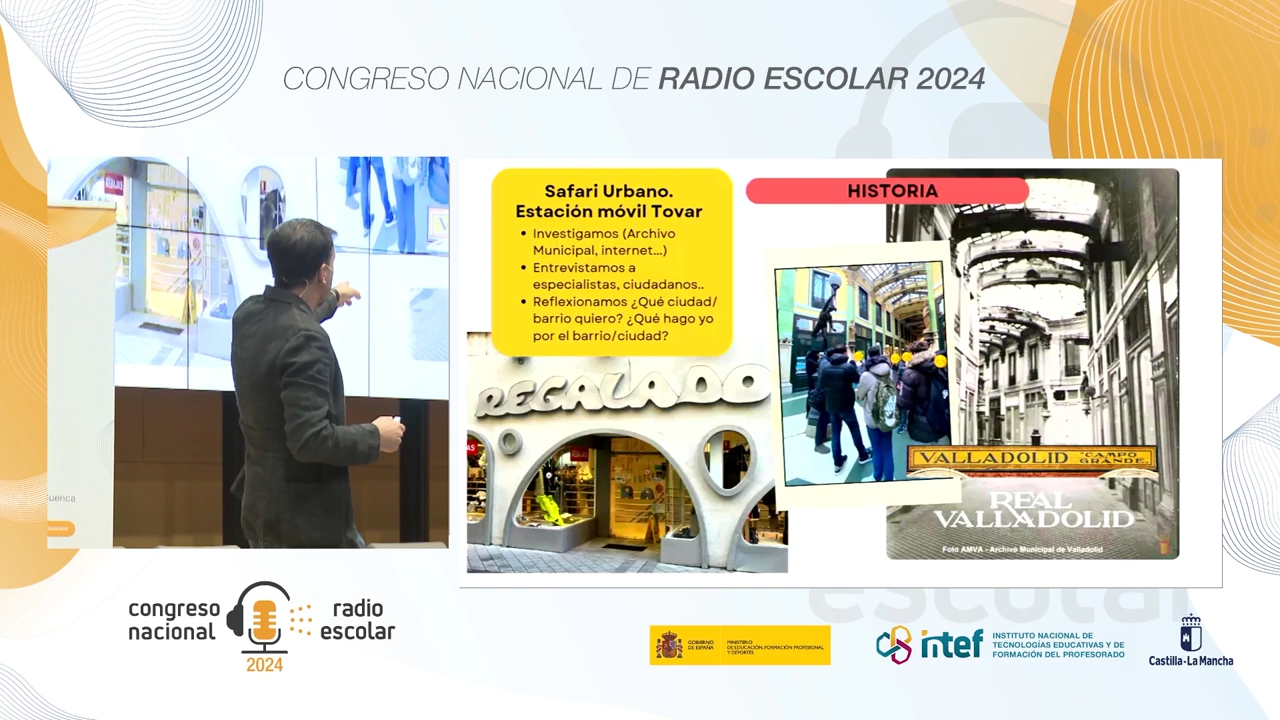 CONGRESO NACIONAL DE RADIO ESCOLAR 2024
Safari Urbano.
Estación móvil Tovar
• Investigamos (Archivo
Municipal, internet...)
• Entrevistamos a
especialistas, ciudadanos..
• Reflexionamos ¿Qué ciudad/
barrio quiero? ¿Qué hago yo
por el barrio/ciudad?
HISTORIA
REGALADO
VALLADOLID "CAMPO
GRANDE.
REAL
VALLADOLID
Foto AMVA - Archivo Municipal de Valladolid
congreso
nacional
radio
escolar
2024
escolar
GOBIERNO
DE ESPAÑA
MINISTERIO
DE EDUCACIÓN, FORMACIÓN PROFESIONAL
Y DEPORTES
intef
INSTITUTO NACIONAL DE
TECNOLOGÍAS EDUCATIVAS Y DE
FORMACIÓN DEL PROFESORADO
Castilla-La Mancha